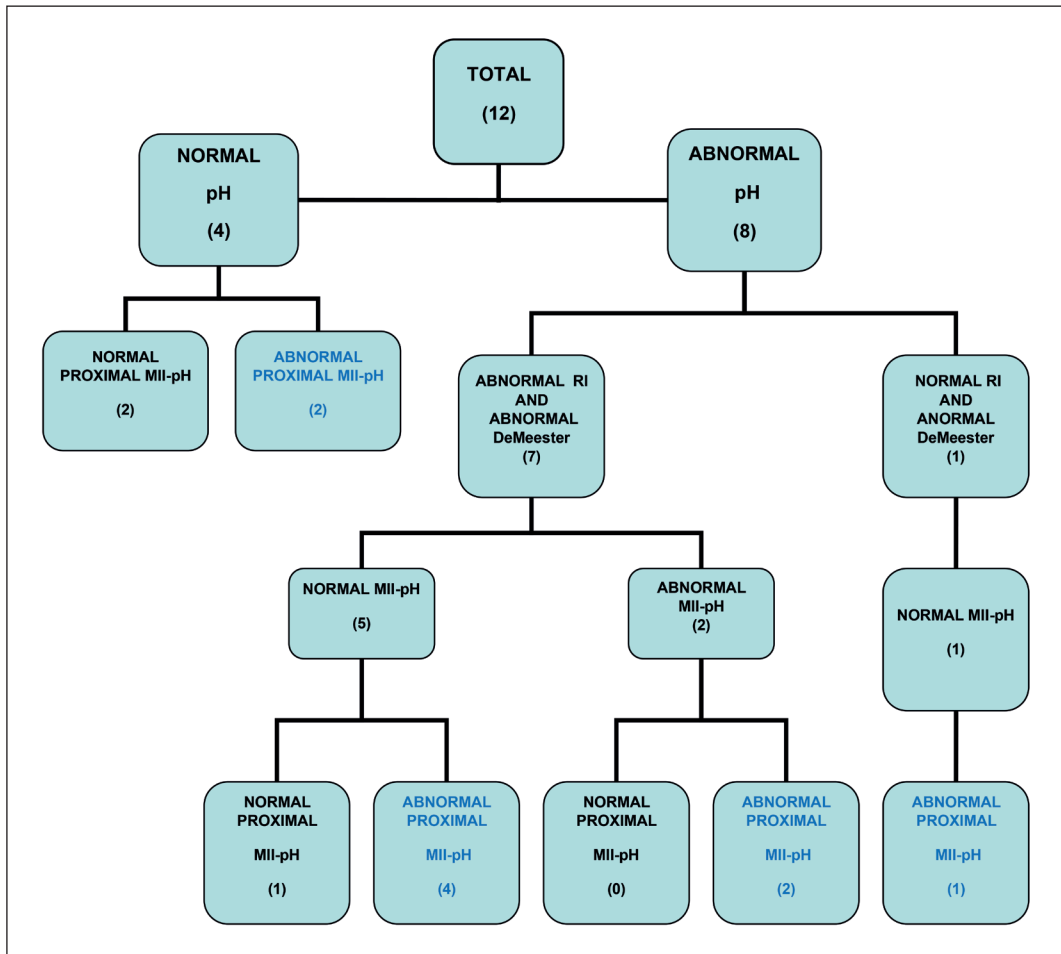 TOTAL
(12)
NORMAL
pH
(4)
ABNORMAL
pH
(8)
NORMAL
PROXIMAL MII-pH
(2)
ABNORMAL
PROXIMAL MII-pH
(2)
ABNORMAL RI
AND
ABNORMAL
DeMeester
(7)
NORMAL RI
AND
ANORMAL
DeMeester
(1)
NORMAL MII-pH
(5)
ABNORMAL
MII-pH
(2)
NORMAL MII-pH
(1)
NORMAL
PROXIMAL
MII-pH
(1)
ABNORMAL
PROXIMAL
MII-pH
(4)
NORMAL
PROXIMAL
MII-pH
(0)
ABNORMAL
PROXIMAL
MII-pH
(2)
ABNORMAL
PROXIMAL
MII-pH
(1)